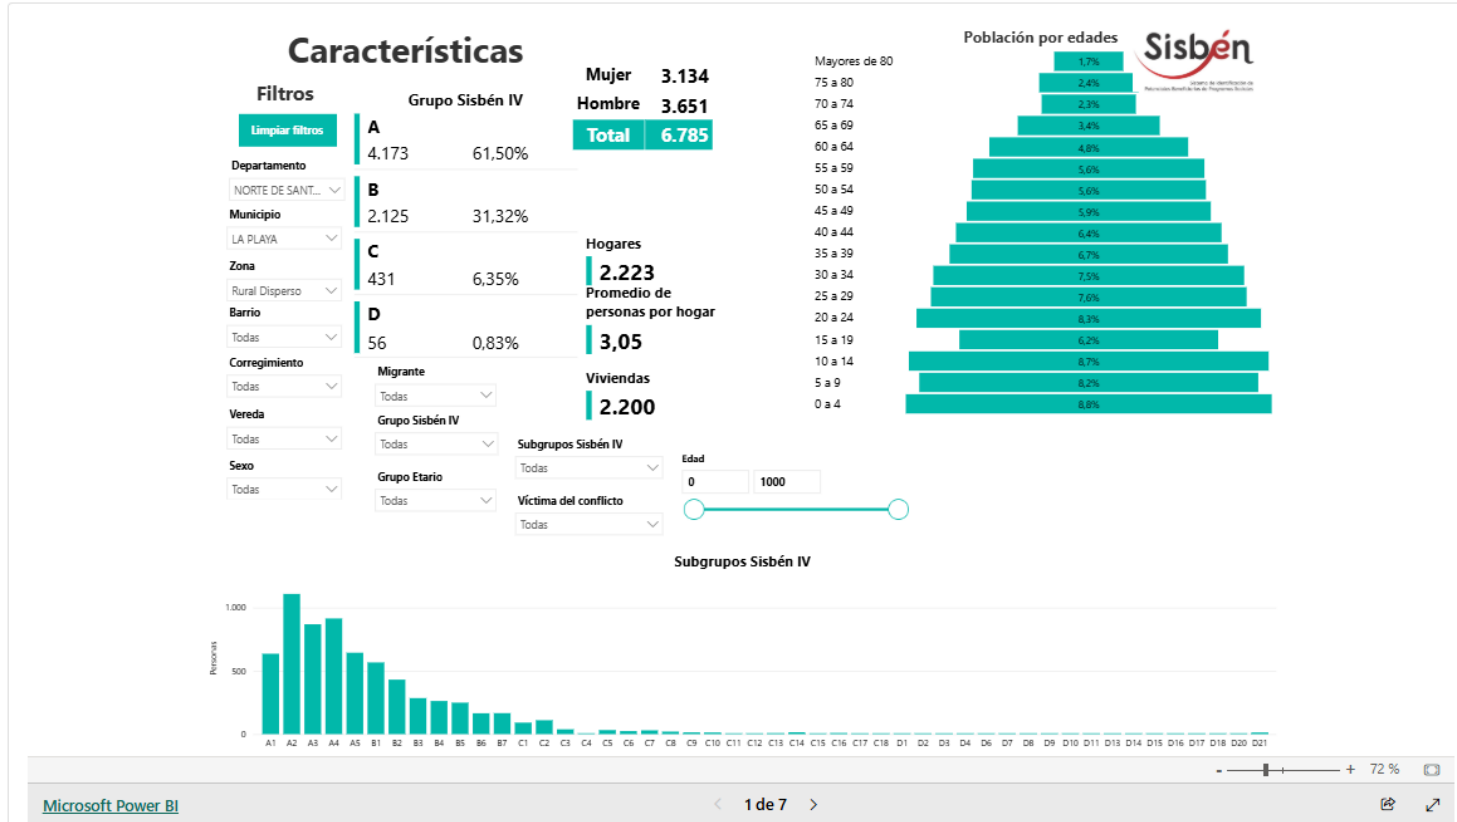 Características
Filtros
Limpiar filtros
Departamento
NORTE DE SANT...
Municipio
LA PLAYA
Zona
Rural Disperso
Barrio
Todas
Corregimiento
Todas
Vereda
Todas
Sexo
Todas
Grupo Sisbén IV
A
4.173 61,50%
B
2.125 31,32%
C
431 6,35%
D
56 0,83%
Migrante
Todas
Grupo Sisbén IV
Todas
Grupo Etario
Todas
Mujer 3.134
Hombre 3.651
Total 6.785
Hogares
2.223
Promedio de
personas por hogar
3,05
Viviendas
2.200
Subgrupos Sisbén IV
Todas
Víctima del conflicto
Todas
Edad
0 1000
Población por edades
Sisbén
Sistema de Identificación de
Potenciales Beneficiarios de Programas Sociales
Mayores de 80 1,7%
75 a 80 2,4%
70 a 74 2,3%
65 a 69 3,4%
60 a 64 4,8%
55 a 59 5,6%
50 a 54 5,6%
45 a 49 5,9%
40 a 44 6,4%
35 a 39 6,7%
30 a 34 7,5%
25 a 29 7,6%
20 a 24 8,3%
15 a 19 6,2%
10 a 14 8,7%
5 a 9 8,2%
0 a 4 8,8%
Subgrupos Sisbén IV
Personas
1.000
500
0
A1 A2 A3 A4 A5 B1 B2 B3 B4 B5 B6 B7 C1 C2 C3 C4 C5 C6 C7 C8 C9 C10 C11 C12 C13 C14 C15 C16 C17 C18 D1 D2 D3 D4 D6 D7 D8 D9 D10 D11 D13 D14 D15 D16 D17 D18 D20 D21
- + 72 %
Microsoft Power BI
1 de 7